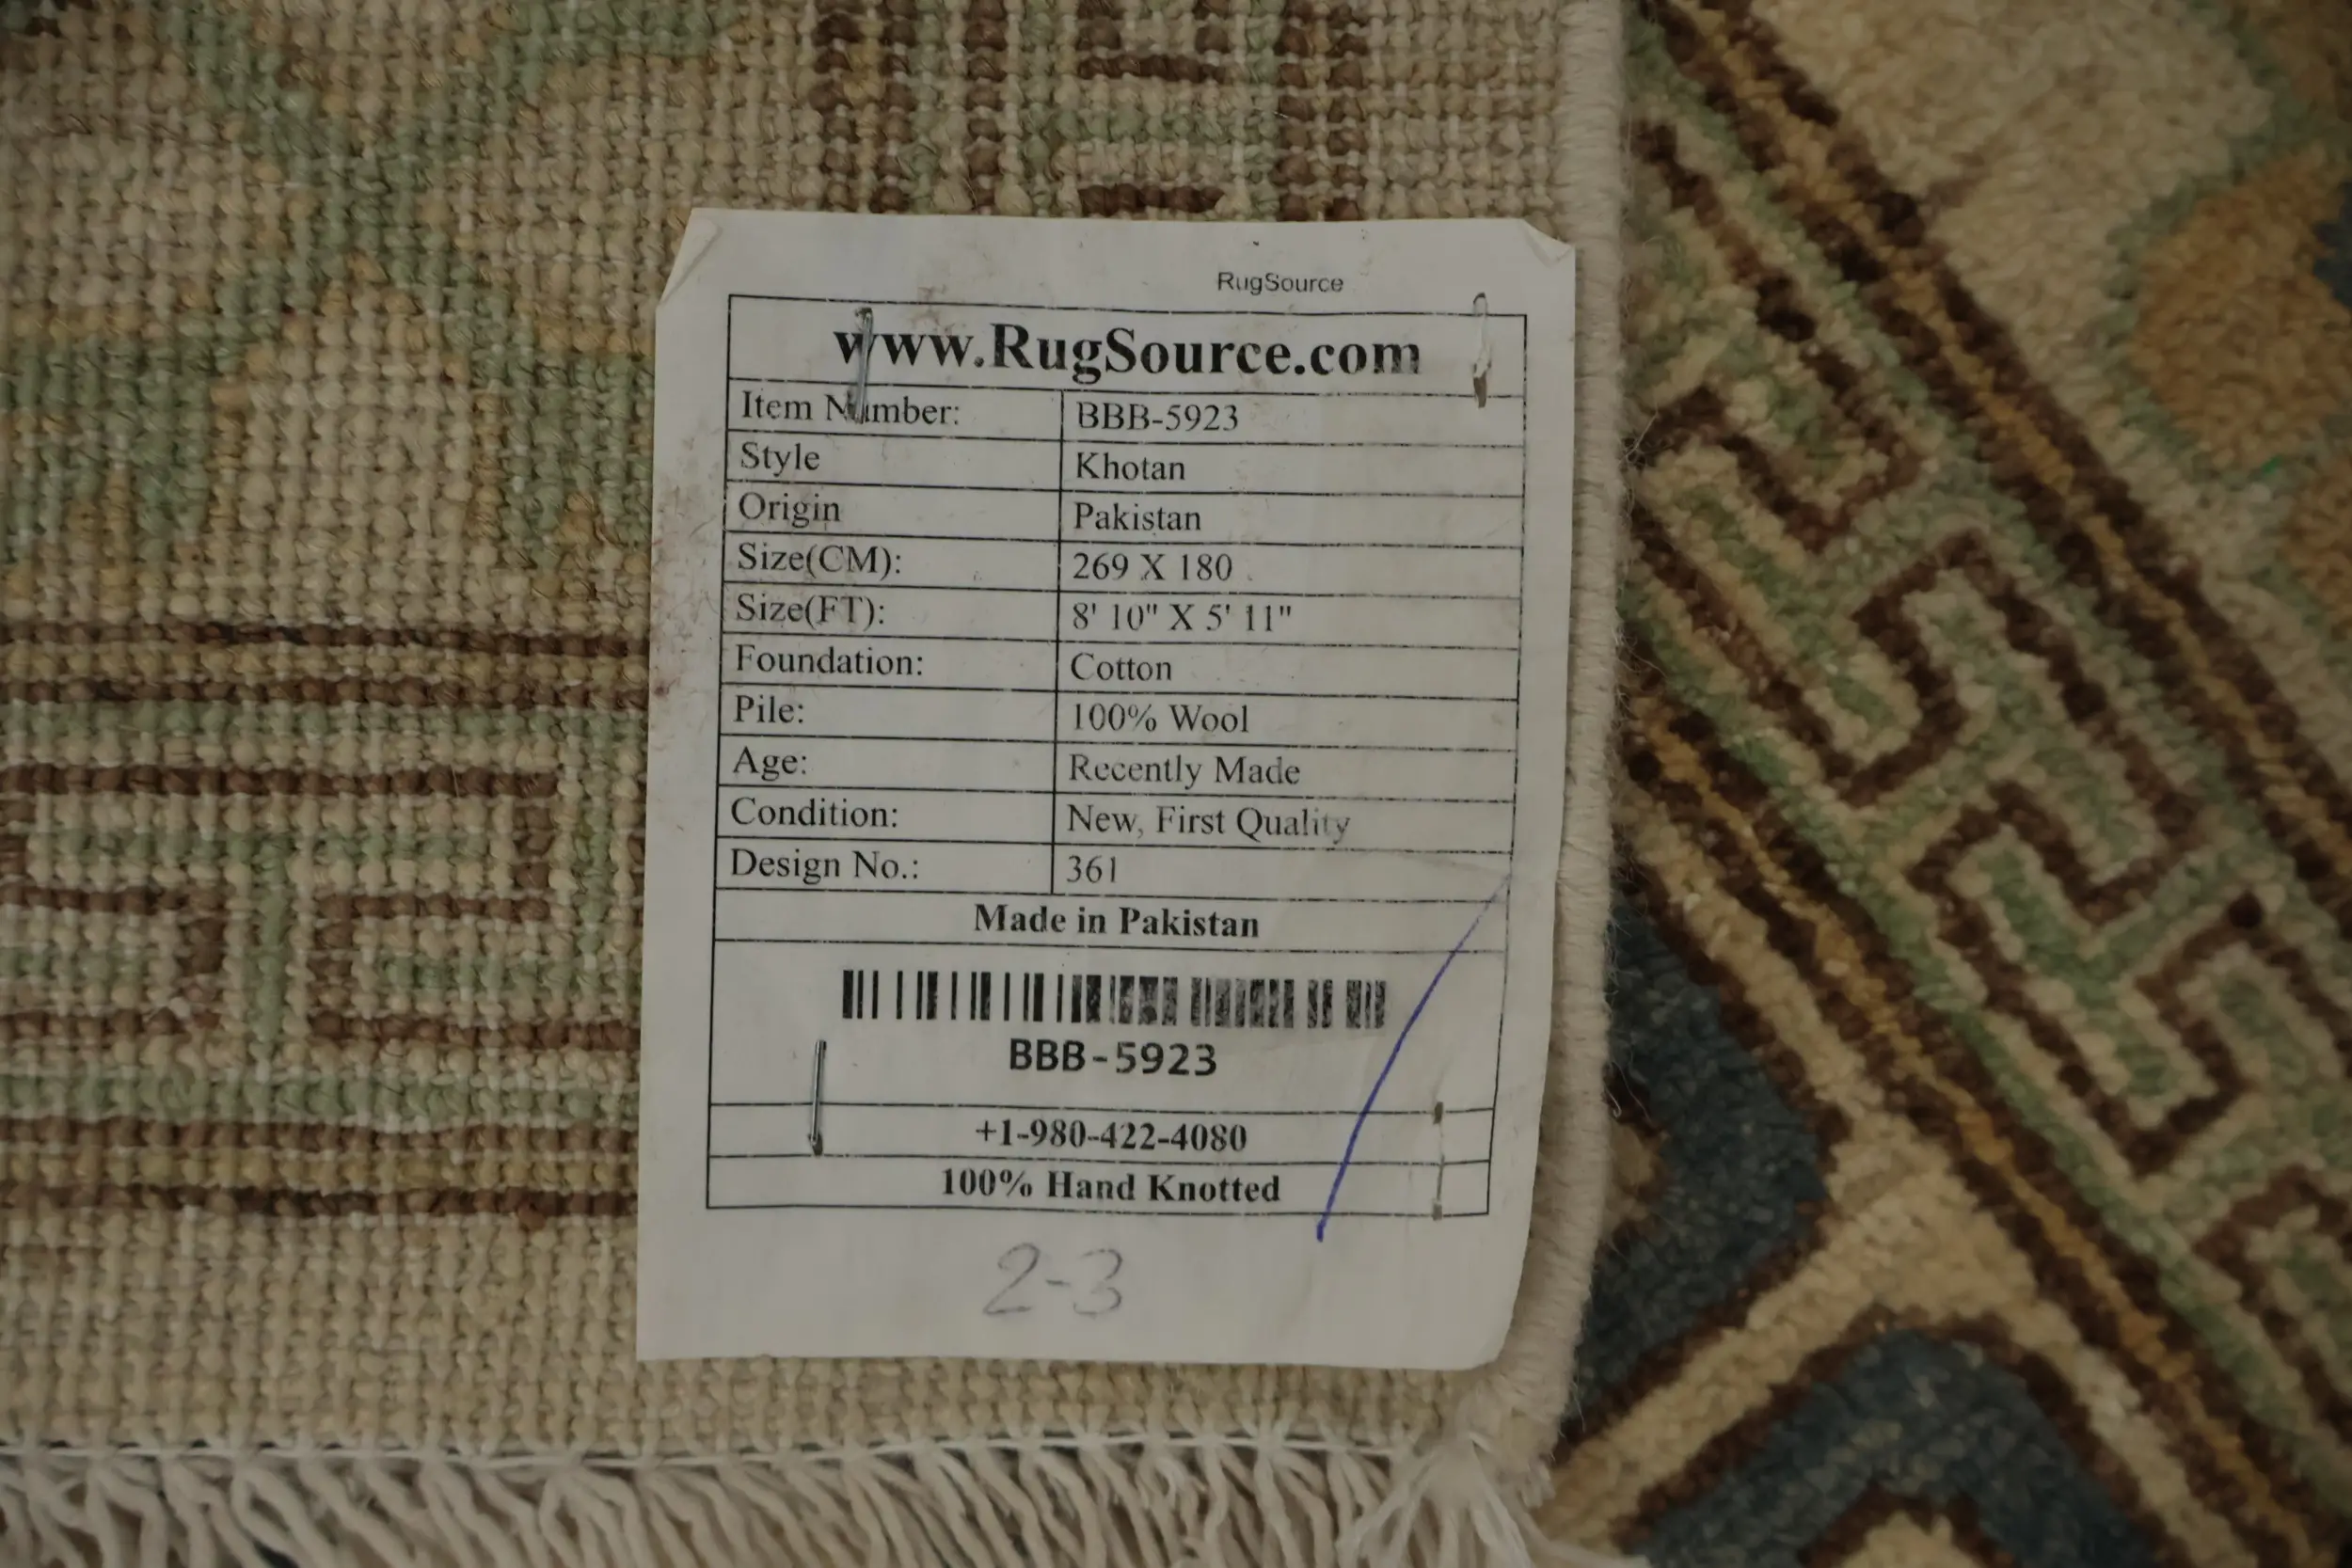 RugSource
www.RugSource.com
Item Number: BBB-5923
Style Khotan
Origin Pakistan
Size(CM): 269 X 180
Size(FT): 8' 10" X 5' 11"
Foundation: Cotton
Pile: 100% Wool
Age: Recently Made
Condition: New, First Quality
Design No.: 361
Made in Pakistan
BBB-5923
+1-980-422-4080
100% Hand Knotted
2-3